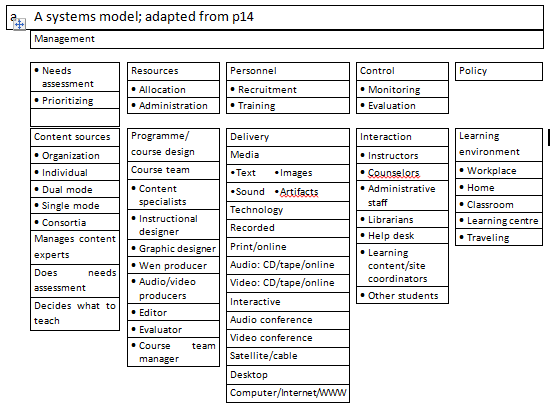 a. A systems model; adapted from p14
Management
• Needs
assessment
• Prioritizing
Resources
• Allocation
• Administration
Personnel
• Recruitment
• Training
Control
• Monitoring
• Evaluation
Policy
Content sources
• Organization
• Individual
• Dual mode
• Single mode
• Consortia
Manages content
experts
Does needs
assessment
Decides what to
teach
Programme/
course design
Course team
• Content
specialists
• Instructional
designer
• Graphic designer
• Wen producer
• Audio/video
producers
• Editor
• Evaluator
• Course team
manager
Delivery
Media
•Text •Images
•Sound •Artifacts
Technology
Recorded
Print/online
Audio: CD/tape/online
Video: CD/tape/online
Interactive
Audio conference
Video conference
Satellite/cable
Desktop
Computer/Internet/WWW
Interaction
• Instructors
• Counselors
• Administrative
staff
• Librarians
• Help desk
• Learning
content/site
coordinators
• Other students
Learning
environment
• Workplace
• Home
• Classroom
• Learning centre
• Traveling